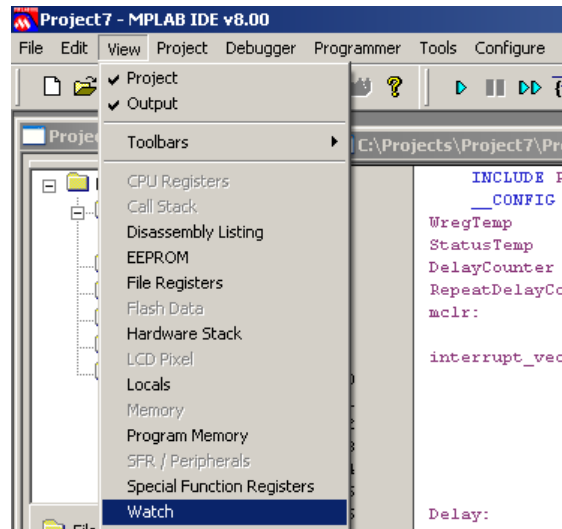 Project7 - MPLAB IDE v8.00
File Edit View Project Debugger Programmer Tools Configure
Project
Output
Toolbars
CPU Registers
Call Stack
Disassembly Listing
EEPROM
File Registers
Flash Data
Hardware Stack
LCD Pixel
Locals
Memory
Program Memory
SFR / Peripherals
Special Function Registers
Watch
C:\Projects\Project7\Pr
INCLUDE
__CONFIG
WregTemp
StatusTemp
DelayCounter
RepeatDelayCo
mclr:
interrupt_vec
Delay: